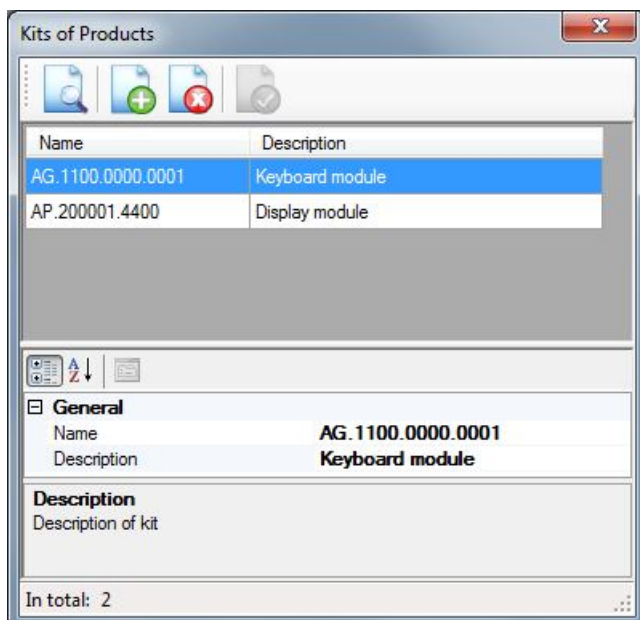 Kits of Products
Name Description
AG.1100.0000.0001 Keyboard module
AP.200001.4400 Display module
General
Name AG.1100.0000.0001
Description Keyboard module
Description
Description of kit
In total: 2